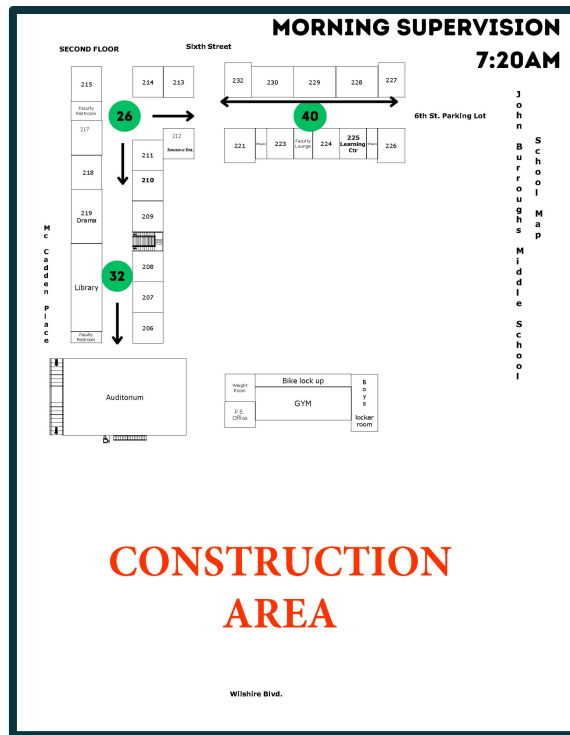 MORNING SUPERVISION
7:20AM
SECOND FLOOR
Sixth Street
215
214
213
232
230
229
228
227
Faculty
Restroom
26
40
6th St. Parking Lot
217
212
Resource Rm.
211
221
223
Faculty
Lounge
224
225
Learning
Ctr
226
218
210
219
Drama
209
208
32
Library
207
206
Faculty
Restroom
Mc Cadden Place
John Burroughs Middle School
School Map
Auditorium
Weight
Room
Bike lock up
GYM
P.E.
Office
Boys
locker
room
CONSTRUCTION
AREA
Wilshire Blvd.